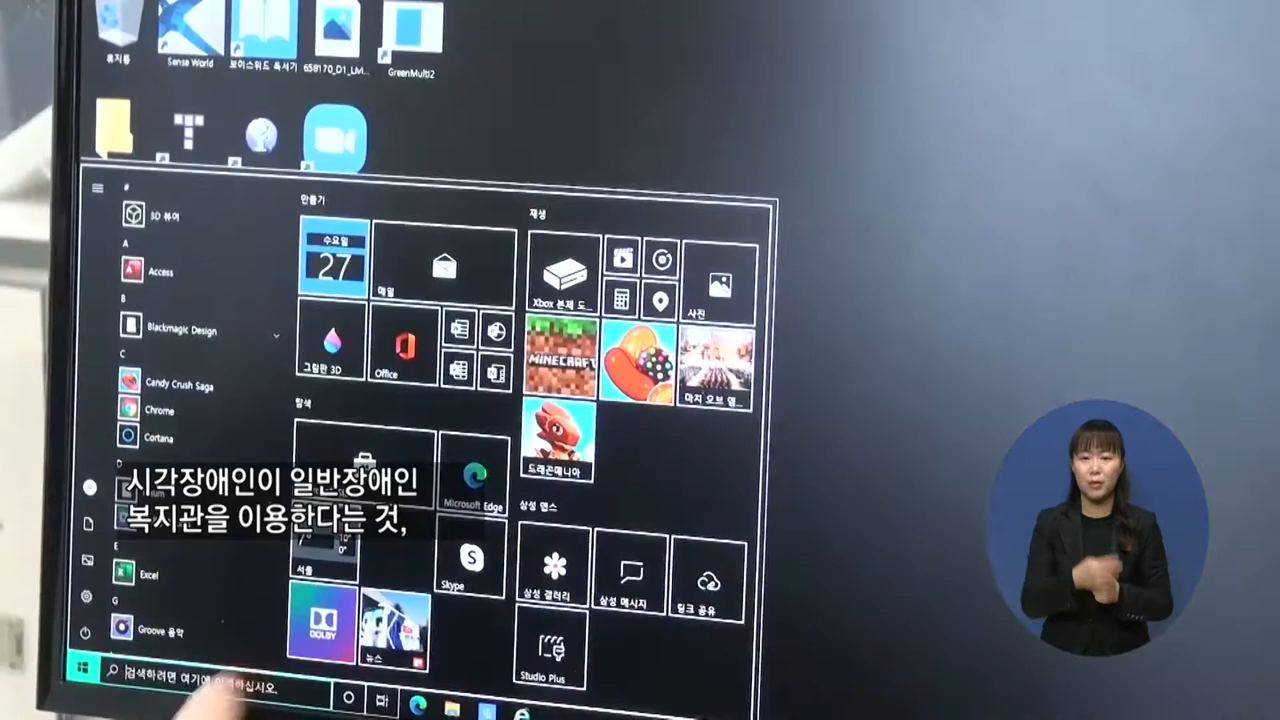 휴지통
Sense World
보이스위드 독서기
658170_D1_LM...
GreenMulti2
#
3D 뷰어
A
Access
B
Blackmagic Design
C
Candy Crush Saga
Chrome
Cortana
D
E
Excel
G
Groove 음악
만들기
수요일
27
메일
그림판 3D
Office
탐색
Microsoft Edge
서울
Skype
DOLBY
뉴스
재생
Xbox 본체 도...
사진
MINECRAFT
마지 오브 엠...
드래곤매니아
삼성 앱스
삼성 갤러리
삼성 메시지
링크 공유
Studio Plus
시각장애인이 일반장애인
복지관을 이용한다는 것,
검색하려면 여기에 입력하십시오.